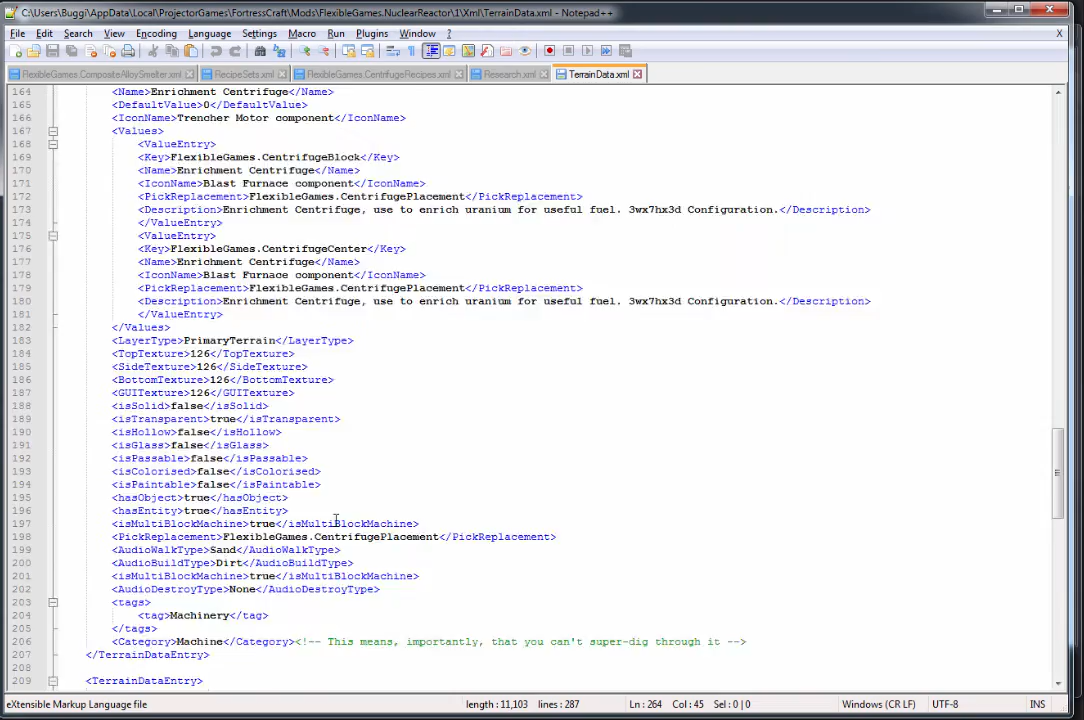 C:\Users\Buggi\AppData\Local\ProjectorGames\FortressCraft\Mods\FlexibleGames.NuclearReactor\1\Xml\TerrainData.xml - Notepad++
File Edit Search View Encoding Language Settings Macro Run Plugins Window ? X
FlexibleGames.CompositeAlloySmelter.xml RecipeSets.xml FlexibleGames.CentrifugeRecipes.xml Research.xml TerrainData.xml
164 <Name>Enrichment Centrifuge</Name>
165 <DefaultValue>0</DefaultValue>
166 <IconName>Trencher Motor component</IconName>
167 <Values>
168 <ValueEntry>
169 <Key>FlexibleGames.CentrifugeBlock</Key>
170 <Name>Enrichment Centrifuge</Name>
171 <IconName>Blast Furnace component</IconName>
172 <PickReplacement>FlexibleGames.CentrifugePlacement</PickReplacement>
173 <Description>Enrichment Centrifuge, use to enrich uranium for useful fuel. 3wx7hx3d Configuration.</Description>
174 </ValueEntry>
175 <ValueEntry>
176 <Key>FlexibleGames.CentrifugeCenter</Key>
177 <Name>Enrichment Centrifuge</Name>
178 <IconName>Blast Furnace component</IconName>
179 <PickReplacement>FlexibleGames.CentrifugePlacement</PickReplacement>
180 <Description>Enrichment Centrifuge, use to enrich uranium for useful fuel. 3wx7hx3d Configuration.</Description>
181 </ValueEntry>
182 </Values>
183 <LayerType>PrimaryTerrain</LayerType>
184 <TopTexture>126</TopTexture>
185 <SideTexture>126</SideTexture>
186 <BottomTexture>126</BottomTexture>
187 <GUITexture>126</GUITexture>
188 <isSolid>false</isSolid>
189 <isTransparent>true</isTransparent>
190 <isHollow>false</isHollow>
191 <isGlass>false</isGlass>
192 <isPassable>false</isPassable>
193 <isColorised>false</isColorised>
194 <isPaintable>false</isPaintable>
195 <hasObject>true</hasObject>
196 <hasEntity>true</hasEntity>
197 <isMultiBlockMachine>true</isMultiBlockMachine>
198 <PickReplacement>FlexibleGames.CentrifugePlacement</PickReplacement>
199 <AudioWalkType>Sand</AudioWalkType>
200 <AudioBuildType>Dirt</AudioBuildType>
201 <isMultiBlockMachine>true</isMultiBlockMachine>
202 <AudioDestroyType>None</AudioDestroyType>
203 <tags>
204 <tag>Machinery</tag>
205 </tags>
206 <Category>Machine</Category><!-- This means, importantly, that you can't super-dig through it -->
207 </TerrainDataEntry>
208
209 <TerrainDataEntry>
eXtensible Markup Language file length : 11,103 lines : 287 Ln : 264 Col : 45 Sel : 0 | 0 Windows (CR LF) UTF-8 INS